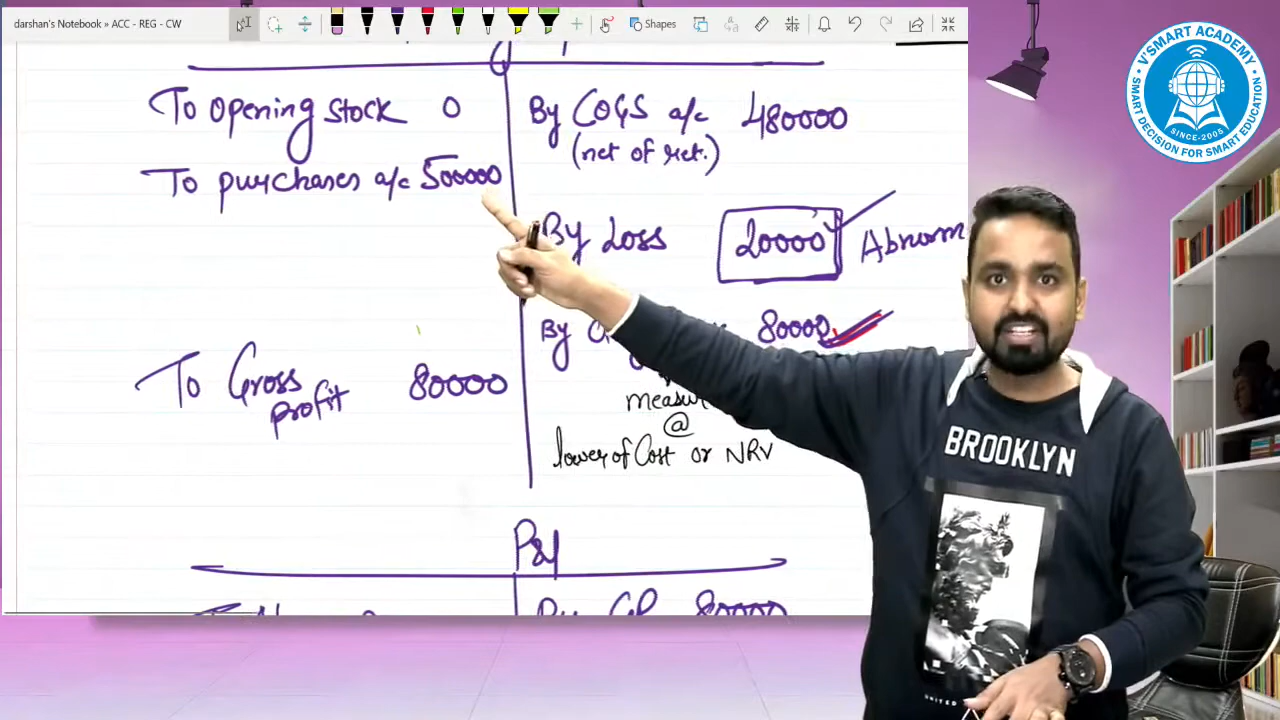 darshan's Notebook » ACC - REG - CW
Shapes
To Opening stock 0
By COGS a/c 480000
(net of ret.)
To purchases a/c 500000
By Loss 20000 Abnorm
By 80000
To Gross profit 80000
measu
@
lower of Cost or NRV
P&L
By GP 80000
V'SMART ACADEMY
SINCE-2005
SMART DECISION FOR SMART EDUCATION
BROOKLYN
UNITED